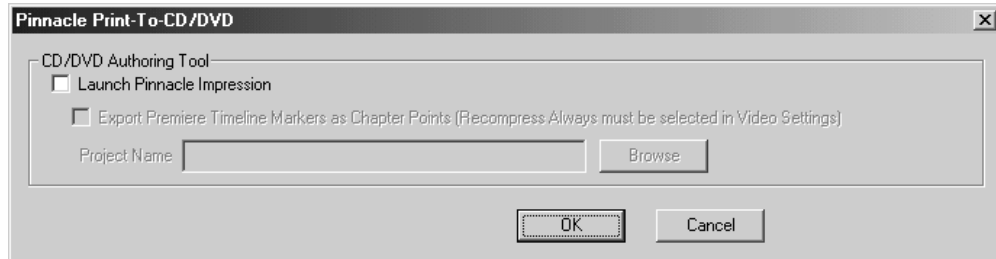 Pinnacle Print-To-CD/DVD
CD/DVD Authoring Tool
Launch Pinnacle Impression
Export Premiere Timeline Markers as Chapter Points (Recompress Always must be selected in Video Settings)
Project Name Browse
OK Cancel